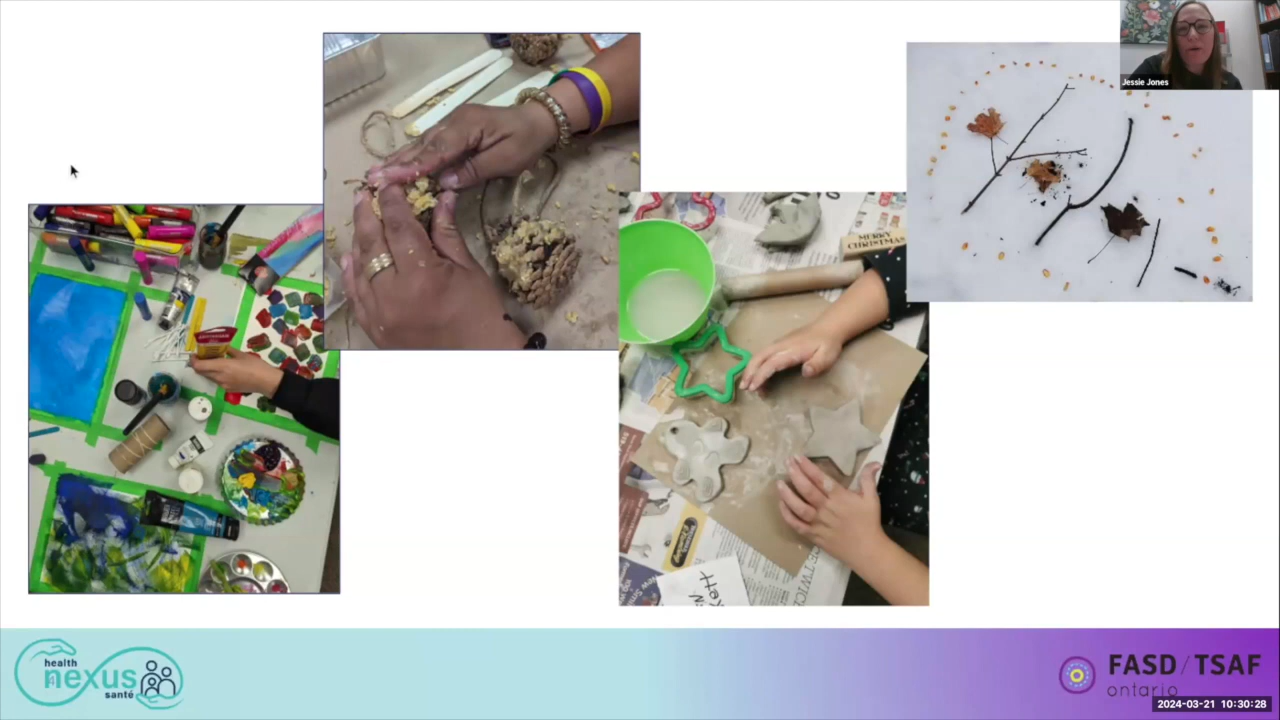 Jessie Jones
MERRY
CHRISTMAS
health
nexus
santé
FASD / TSAF
ontario
2024-03-21 10:30:28